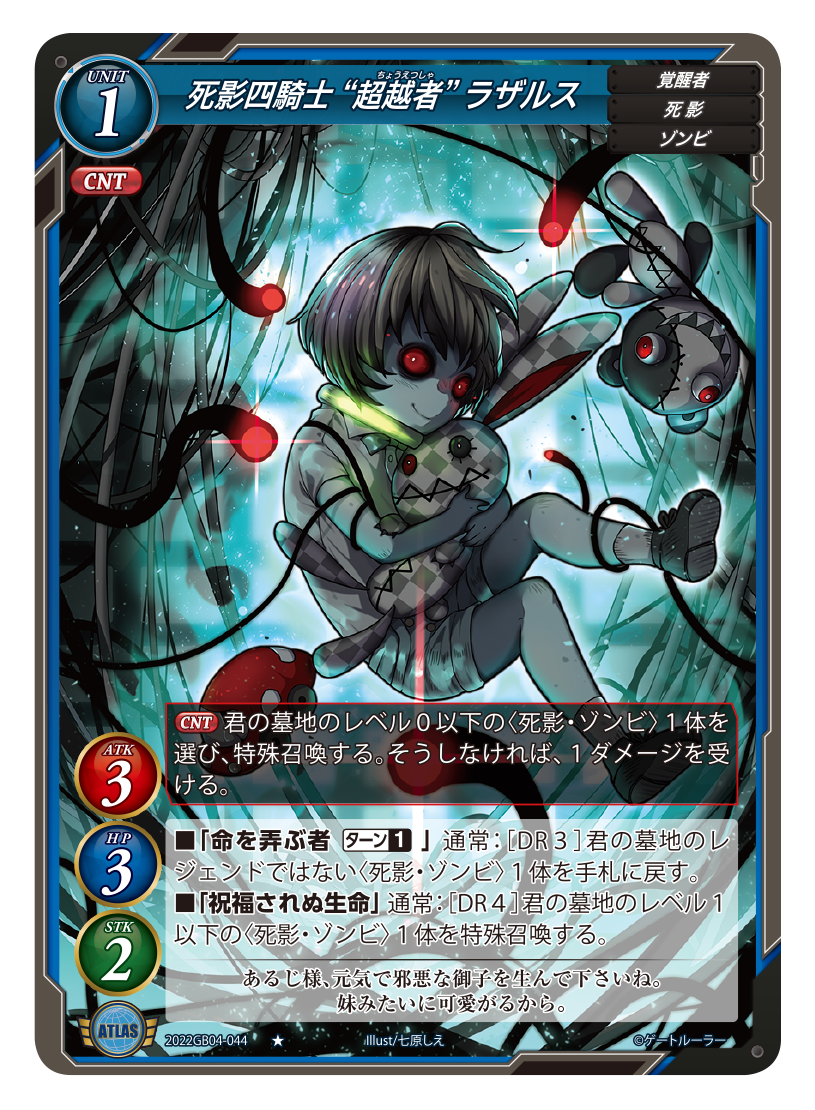 UNIT
1
ちょうえつしゃ
死影四騎士 “超越者” ラザルス
覚醒者
死影
ゾンビ
CNT
CNT 君の墓地のレベル0以下の〈死影・ゾンビ〉1体を
選び、特殊召喚する。そうしなければ、1ダメージを受
ける。
ATK
3
HP
3
STK
2
■「命を弄ぶ者 ターン1 」通常：［DR3］君の墓地のレ
ジェンドではない〈死影・ゾンビ〉1体を手札に戻す。
■「祝福されぬ生命」通常：［DR4］君の墓地のレベル1
以下の〈死影・ゾンビ〉1体を特殊召喚する。
あるじ様、元気で邪悪な御子を生んで下さいね。
妹みたいに可愛がるから。
ATLAS
2022GB04-044 ★ Illust/七原しえ ©ゲートルーラー